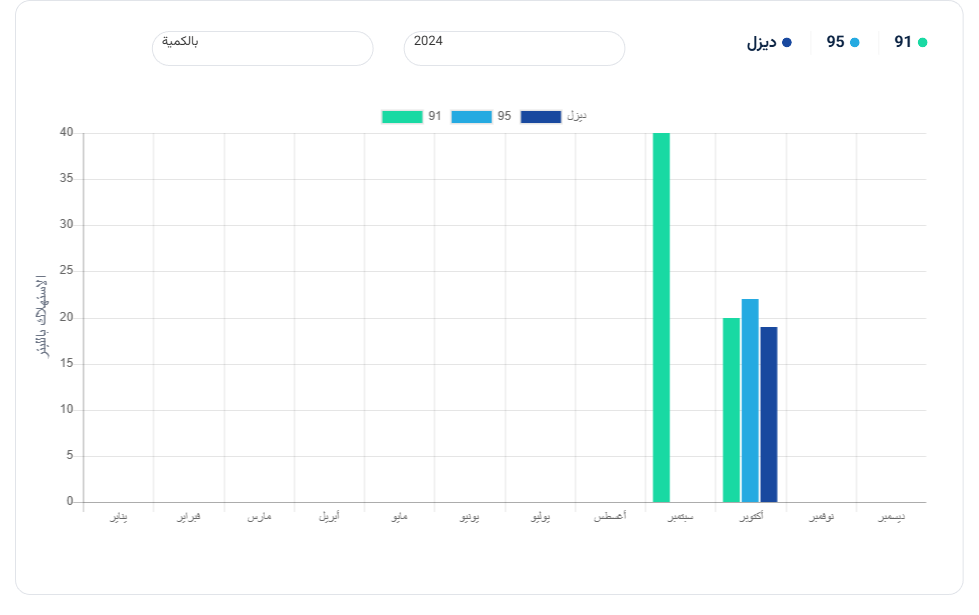 91
95
ديزل
2024
بالكمية
91
95
ديزل
40
35
30
25
20
15
10
5
0
الاستهلاك باللیتر
يناير
فبراير
مارس
أبريل
مايو
يونيو
يوليو
أغسطس
سبتمبر
أكتوبر
نوفمبر
ديسمبر